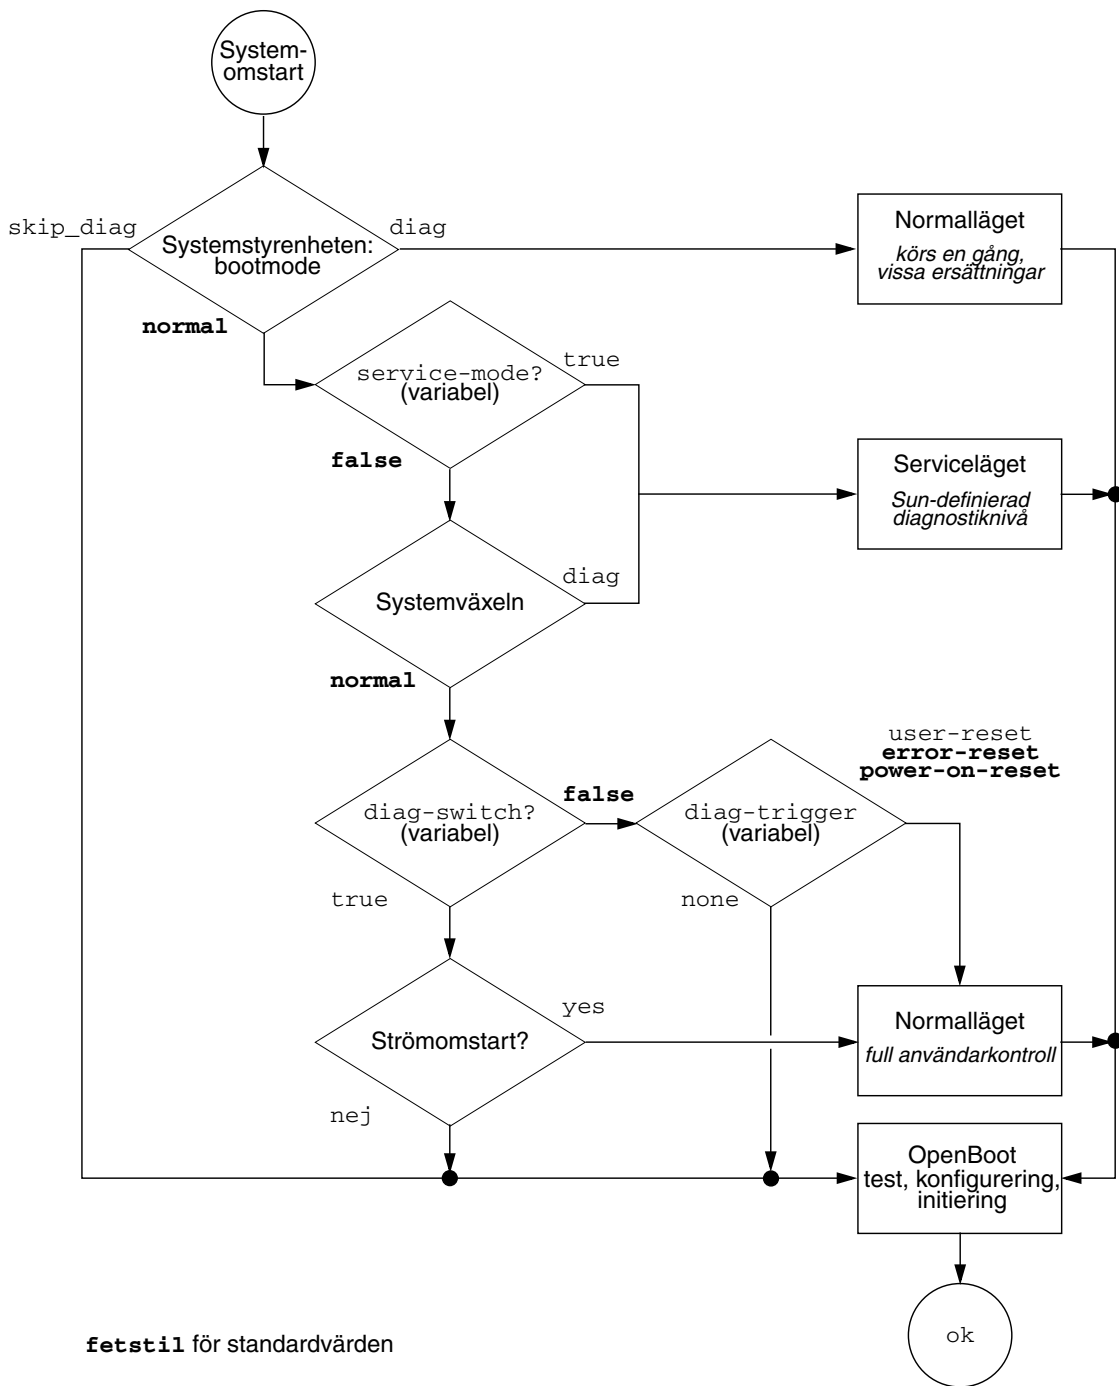 System-
omstart
skip_diag
diag
Systemstyrenheten:
bootmode
normal
Normalläget
körs en gång,
vissa ersättningar
true
service-mode?
(variabel)
false
Serviceläget
Sun-definierad
diagnostiknivå
diag
Systemväxeln
normal
user-reset
error-reset
power-on-reset
false
diag-switch?
(variabel)
diag-trigger
(variabel)
true
none
yes
Strömomstart?
Normalläget
full användarkontroll
nej
OpenBoot
test, konfigurering,
initiering
ok
fetstil för standardvärden